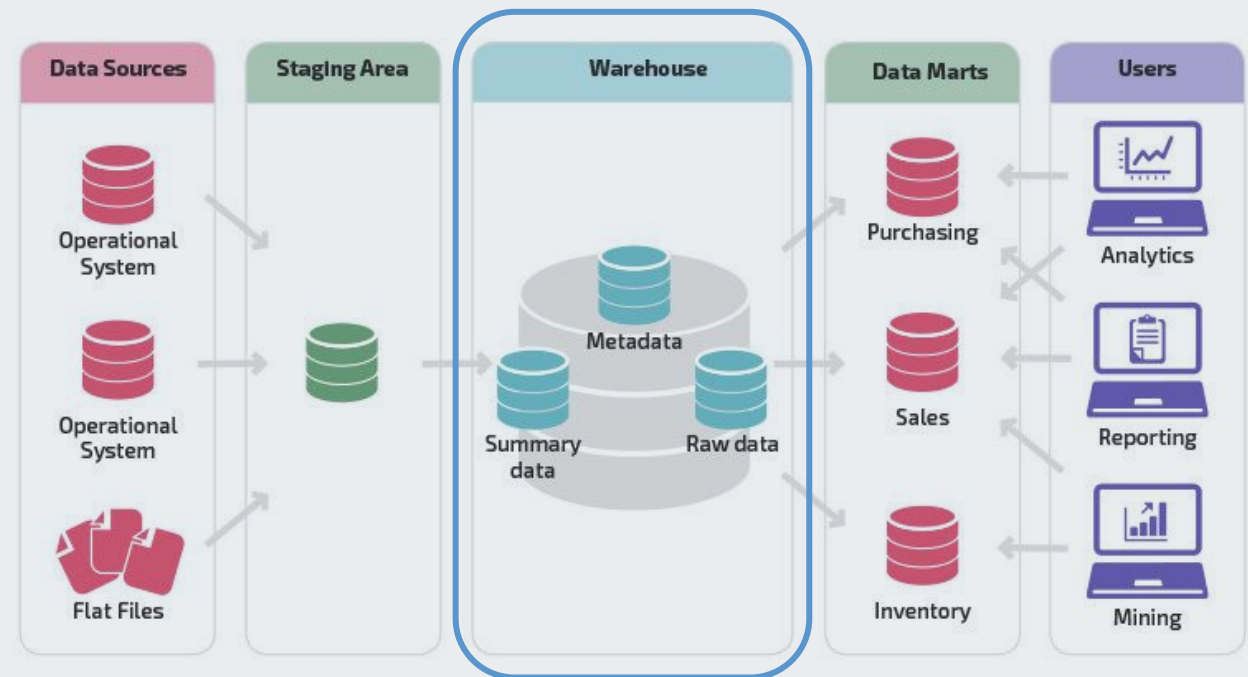 Data Sources
Staging Area
Warehouse
Data Marts
Users
Operational
System
Operational
System
Flat Files
Metadata
Summary
data
Raw data
Purchasing
Sales
Inventory
Analytics
Reporting
Mining